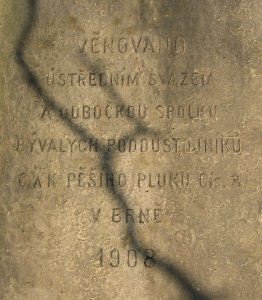 VĚNOVÁNO
ÚSTŘEDNÍM SVAZEM
A ODBOČKOU SPOLKU
BÝVALÝCH PODDŮSTOJNÍKŮ
C. A K. PĚŠÍHO PLUKU ČÍS. 8
V BRNĚ
1908